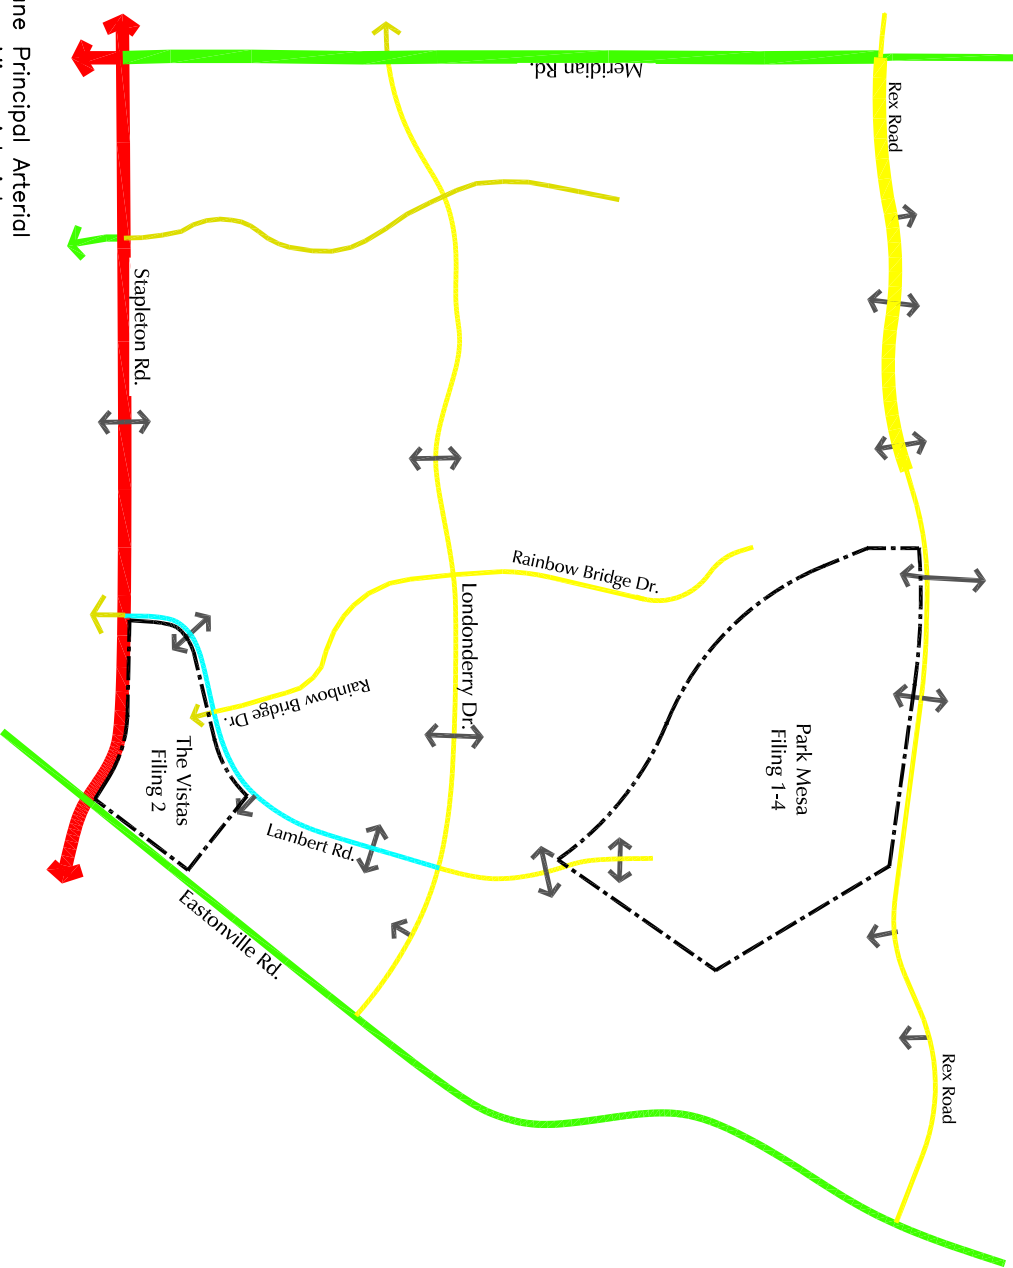 Principal Arterial
Meridian Rd.
Rex Road
Stapleton Rd.
Rainbow Bridge Dr.
Londonderry Dr.
Rainbow Bridge Dr.
Park Mesa
Filing 1-4
The Vistas
Filing 2
Lambert Rd.
Eastonville Rd.
Rex Road